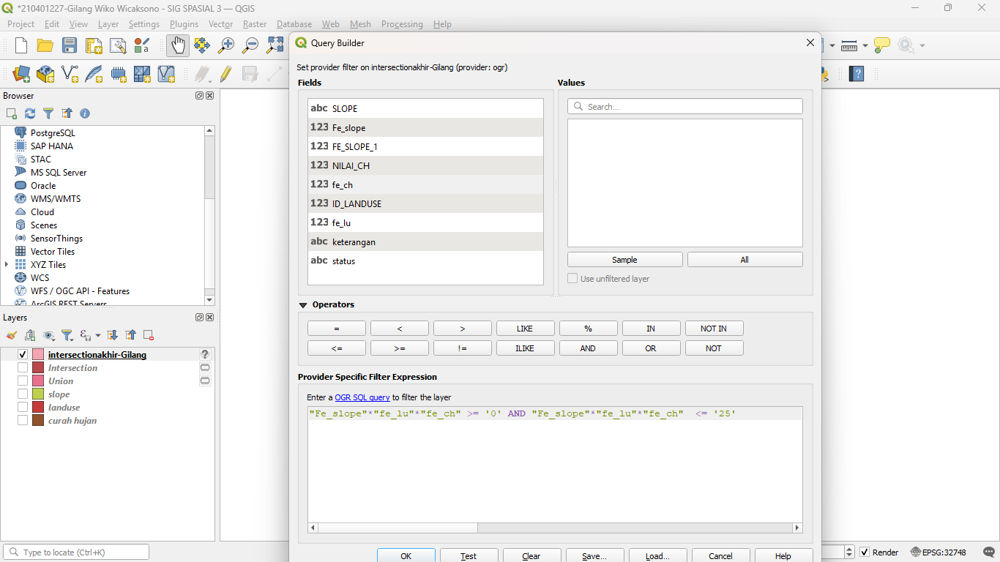 *210401227-Gilang Wiko Wicaksono - SIG SPASIAL 3 — QGIS
Project Edit View Layer Settings Plugins Vector Raster Database Web Mesh Processing Help
Query Builder
Set provider filter on intersectionakhir-Gilang (provider: ogr)
Fields
abc SLOPE
123 Fe_slope
123 FE_SLOPE_1
123 NILAI_CH
123 fe_ch
123 ID_LANDUSE
123 fe_lu
abc keterangan
abc status
Values
Search...
Sample All
Use unfiltered layer
Operators
= < > LIKE % IN NOT IN
<= >= != ILIKE AND OR NOT
Provider Specific Filter Expression
Enter a OGR SQL query to filter the layer
"Fe_slope"*"fe_lu"*"fe_ch" >= '0' AND "Fe_slope"*"fe_lu"*"fe_ch"  <= '25'
OK Test Clear Save... Load... Cancel Help
Browser
PostgreSQL
SAP HANA
STAC
MS SQL Server
Oracle
WMS/WMTS
Cloud
Scenes
SensorThings
Vector Tiles
XYZ Tiles
WCS
WFS / OGC API - Features
ArcGIS REST Servers
Layers
intersectionakhir-Gilang
Intersection
Union
slope
landuse
curah hujan
Type to locate (Ctrl+K)
Render EPSG:32748